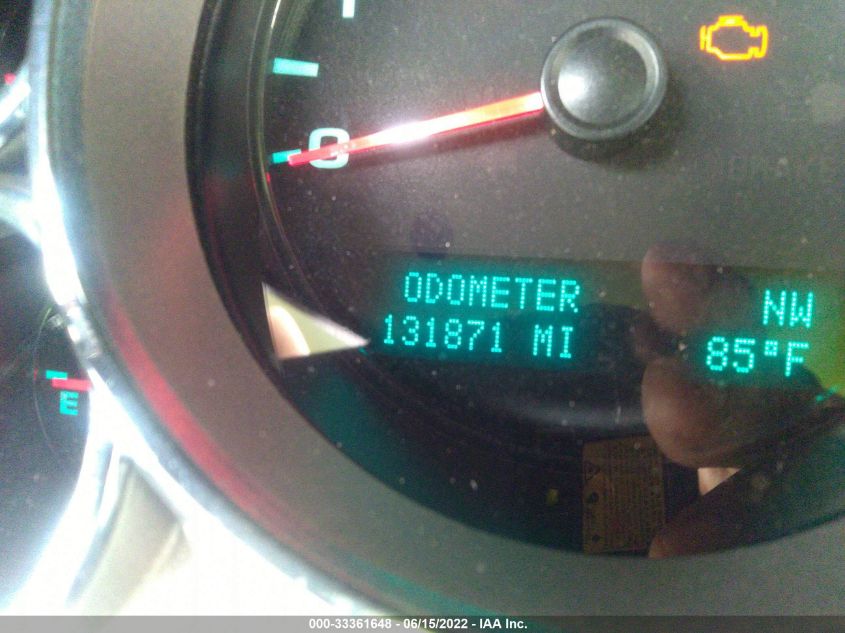 0
ODOMETER
131871 MI
NW
85°F
E
000-33361648 - 06/15/2022 - IAA Inc.